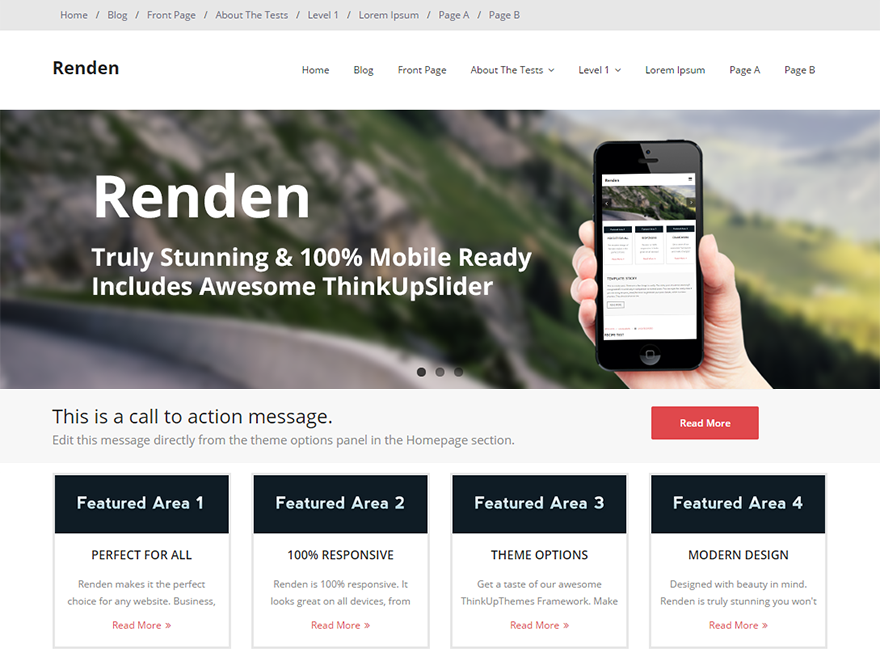 Home / Blog / Front Page / About The Tests / Level 1 / Lorem Ipsum / Page A / Page B
Renden
Home Blog Front Page About The Tests Level 1 Lorem Ipsum Page A Page B
Renden
Truly Stunning & 100% Mobile Ready
Includes Awesome ThinkUpSlider
Renden
This is a call to action message.
Edit this message directly from the theme options panel in the Homepage section.
Read More
Featured Area 1
PERFECT FOR ALL
Renden makes it the perfect
choice for any website. Business,
Read More »
Featured Area 2
100% RESPONSIVE
Renden is 100% responsive. It
looks great on all devices, from
Read More »
Featured Area 3
THEME OPTIONS
Get a taste of our awesome
ThinkUpThemes Framework. Make
Read More »
Featured Area 4
MODERN DESIGN
Designed with beauty in mind.
Renden is truly stunning you won't
Read More »